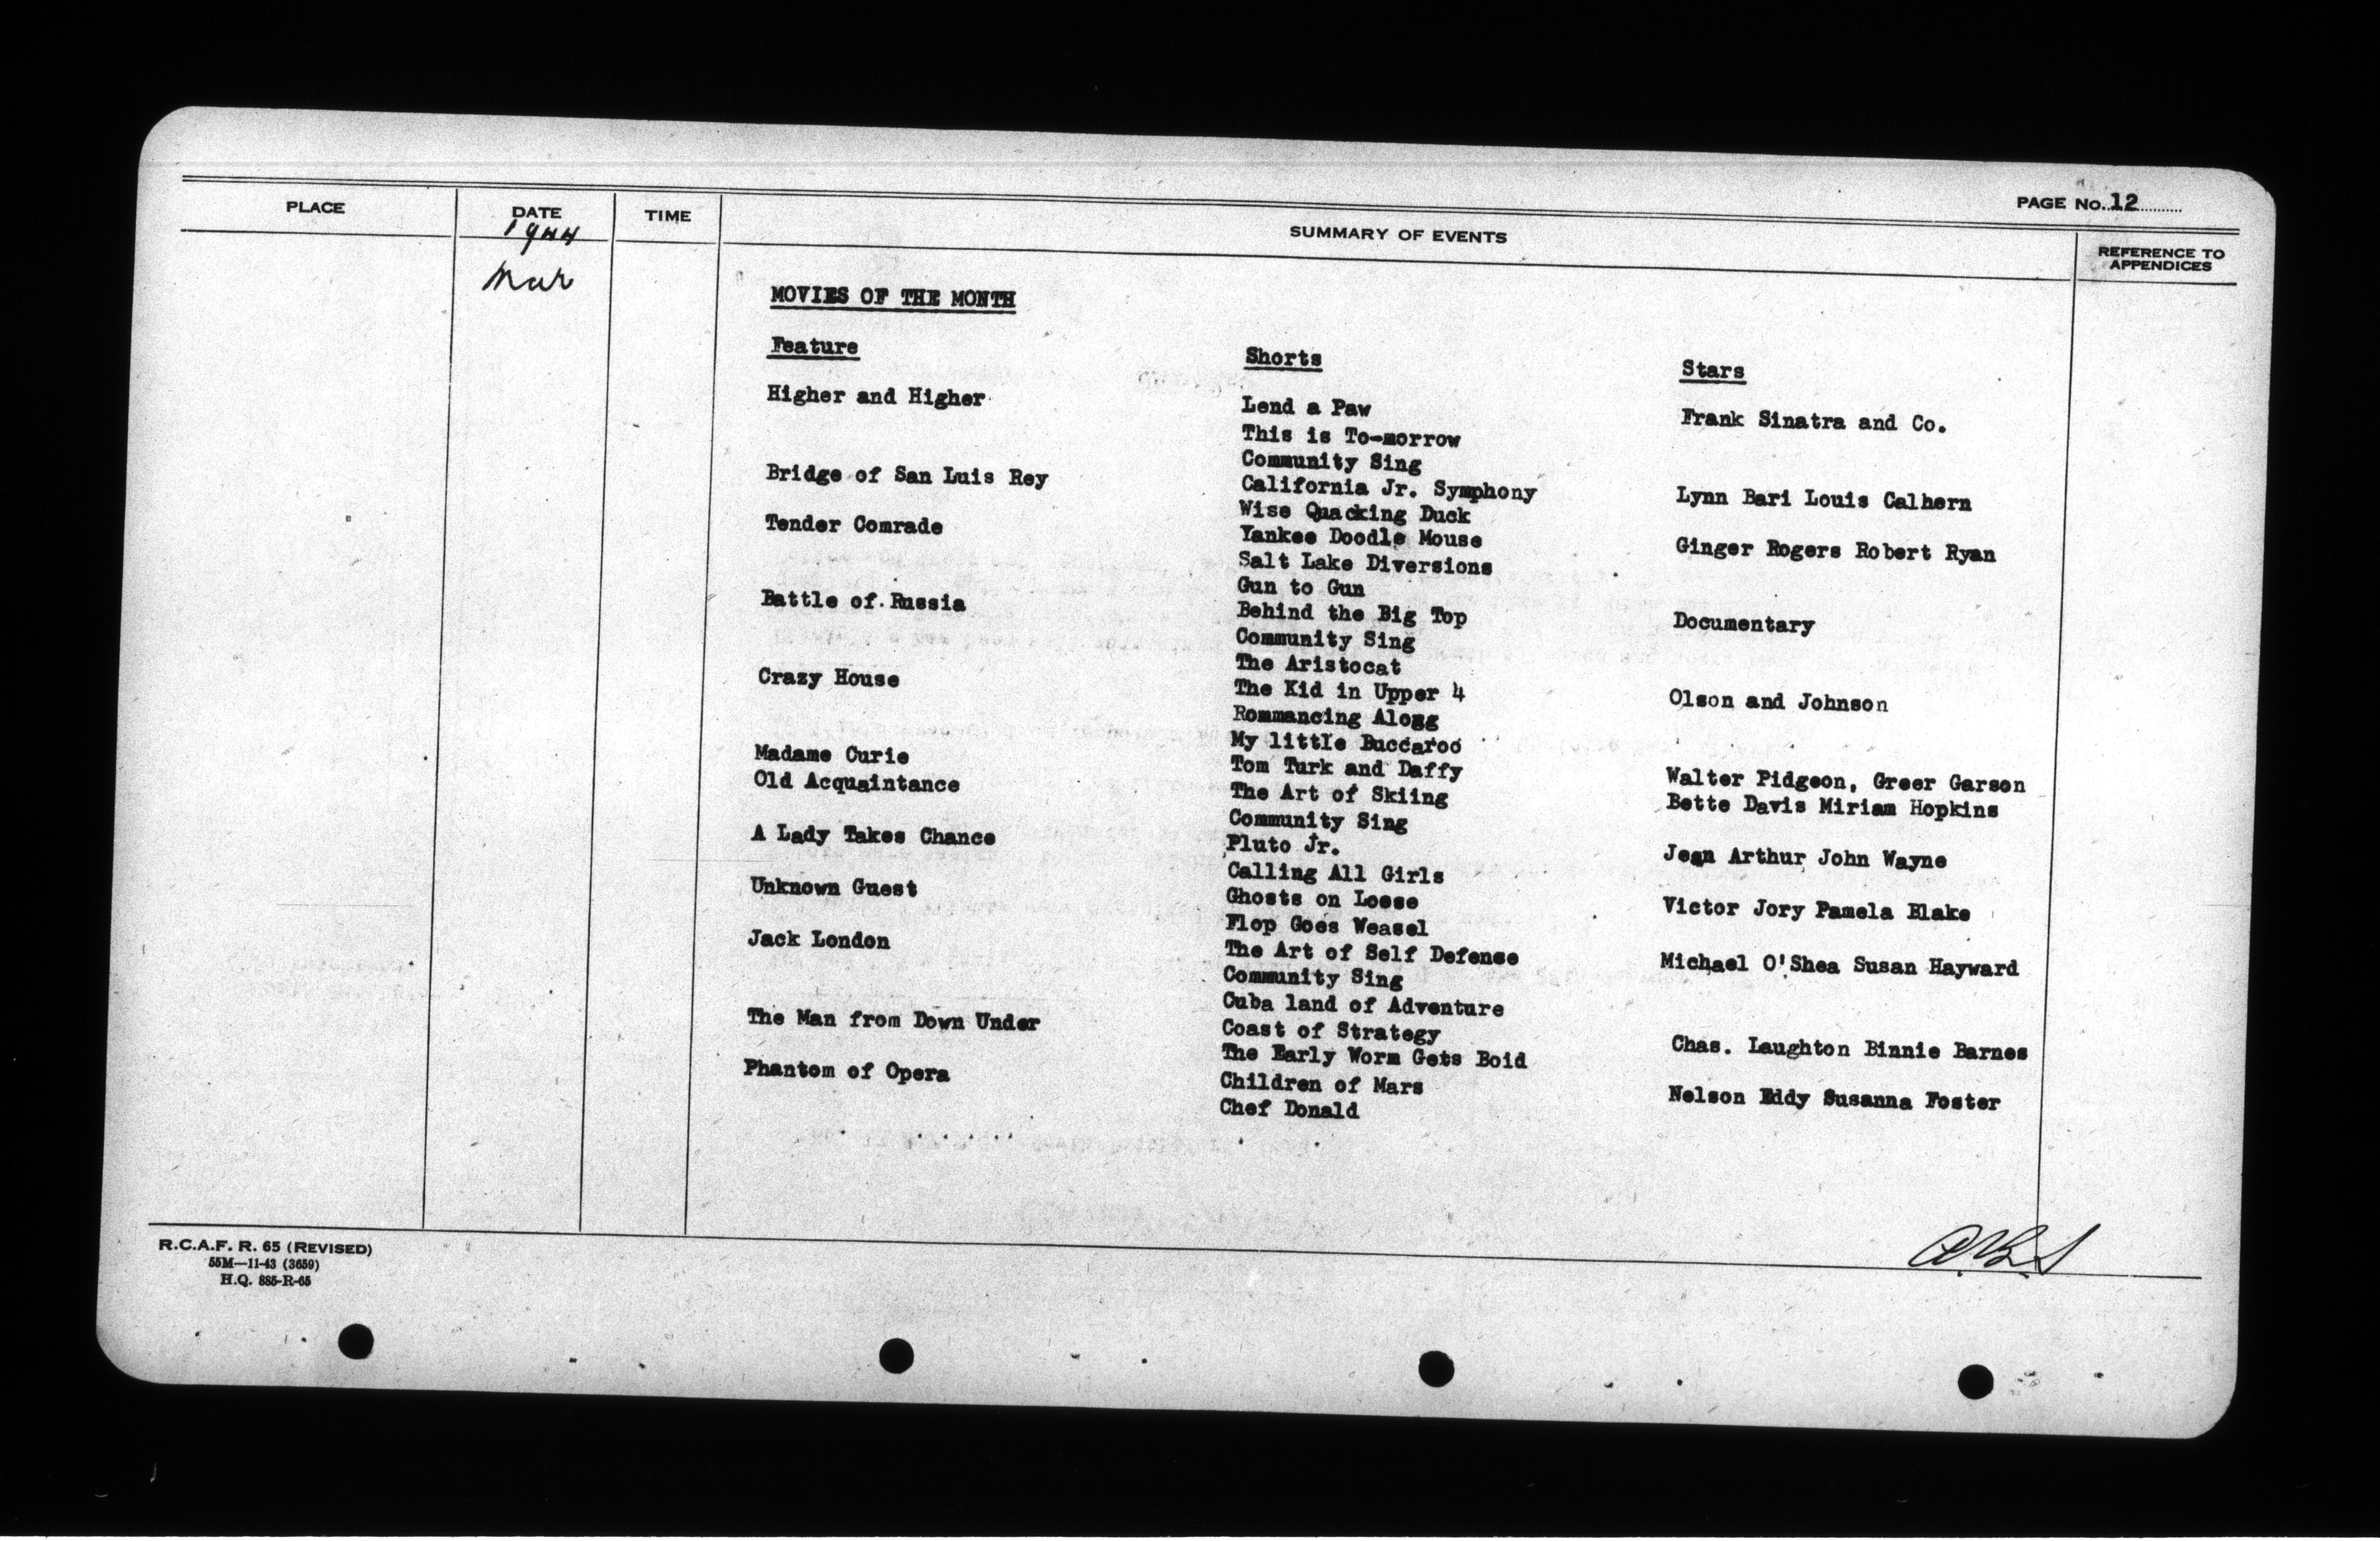 PAGE No. 12
PLACE DATE TIME SUMMARY OF EVENTS REFERENCE TO APPENDICES
1944
Mar
MOVIES OF THE MONTH
Feature Shorts Stars
Higher and Higher Lend a Paw Frank Sinatra and Co.
This is To-morrow
Community Sing
Bridge of San Luis Rey California Jr. Symphony Lynn Bari Louis Calhern
Wise Quacking Duck
Tender Comrade Yankee Doodle Mouse Ginger Rogers Robert Ryan
Salt Lake Diversions
Gun to Gun
Battle of Russia Behind the Big Top Documentary
Community Sing
The Aristocat
Crazy House The Kid in Upper 4 Olson and Johnson
Rommancing Alogg
My little Buccaroo
Madame Curie Tom Turk and Daffy Walter Pidgeon, Greer Garson
Old Acquaintance The Art of Skiing Bette Davis Miriam Hopkins
Community Sing
A Lady Takes Chance Pluto Jr. Jean Arthur John Wayne
Calling All Girls
Unknown Guest Ghosts on Loose Victor Jory Pamela Blake
Flop Goes Weasel
Jack London The Art of Self Defense Michael O'Shea Susan Hayward
Community Sing
Cuba land of Adventure
The Man from Down Under Coast of Strategy Chas. Laughton Binnie Barnes
The Early Worm Gets Boid
Phantom of Opera Children of Mars Nelson Eddy Susanna Foster
Chef Donald
R.C.A.F. R. 65 (REVISED)
55M—11-43 (3659)
H.Q. 885-R-65